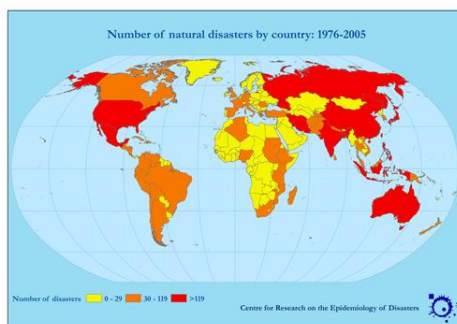 Number of natural disasters by country: 1976-2005
Number of disasters 0 - 29 30 - 119 >119
Centre for Research on the Epidemiology of Disasters